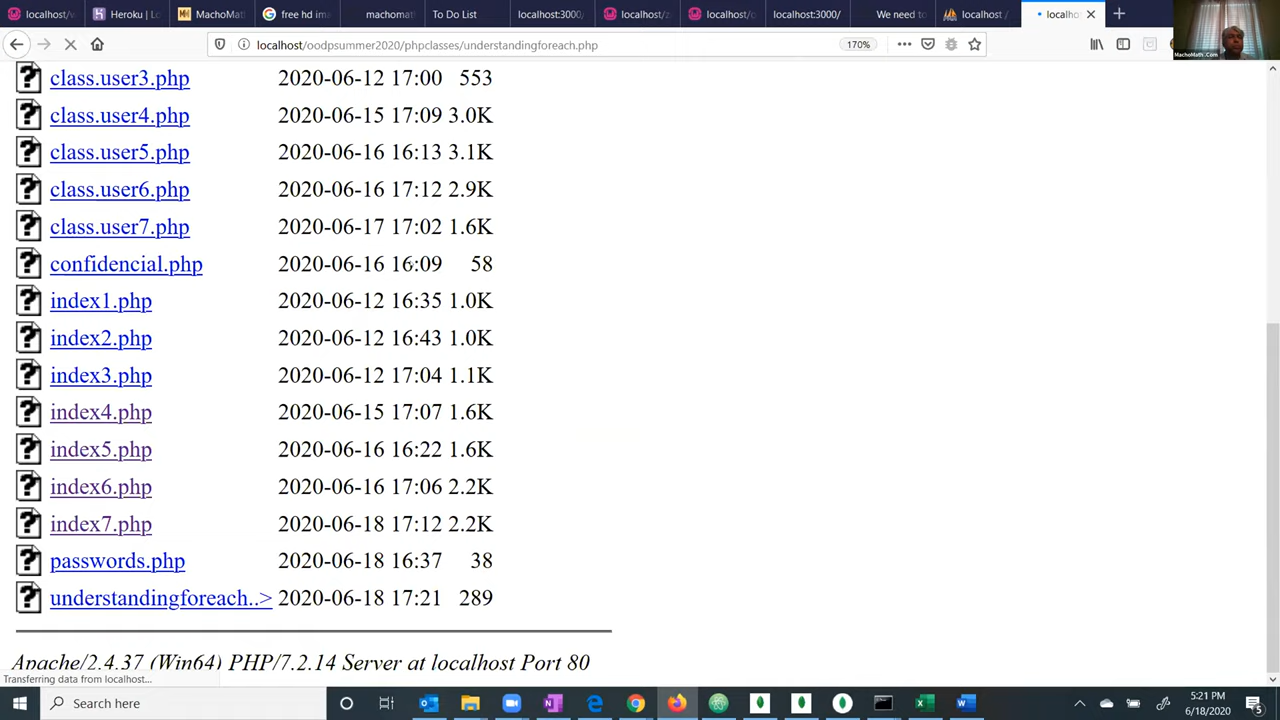 localhost/w
Heroku | Lo
MachoMath
free hd ima
machomat
To Do List
localhost:3000/
localhost/z
localhost/c
localhost:3000/
We need to
localhost /
localho
MachoMath.Com
localhost/oodpsummer2020/phpclasses/understandingforeach.php
170%
class.user3.php 2020-06-12 17:00 553
class.user4.php 2020-06-15 17:09 3.0K
class.user5.php 2020-06-16 16:13 3.1K
class.user6.php 2020-06-16 17:12 2.9K
class.user7.php 2020-06-17 17:02 1.6K
confidencial.php 2020-06-16 16:09 58
index1.php 2020-06-12 16:35 1.0K
index2.php 2020-06-12 16:43 1.0K
index3.php 2020-06-12 17:04 1.1K
index4.php 2020-06-15 17:07 1.6K
index5.php 2020-06-16 16:22 1.6K
index6.php 2020-06-16 17:06 2.2K
index7.php 2020-06-18 17:12 2.2K
passwords.php 2020-06-18 16:37 38
understandingforeach..> 2020-06-18 17:21 289
Apache/2.4.37 (Win64) PHP/7.2.14 Server at localhost Port 80
Transferring data from localhost...
Search here
5:21 PM
6/18/2020
5